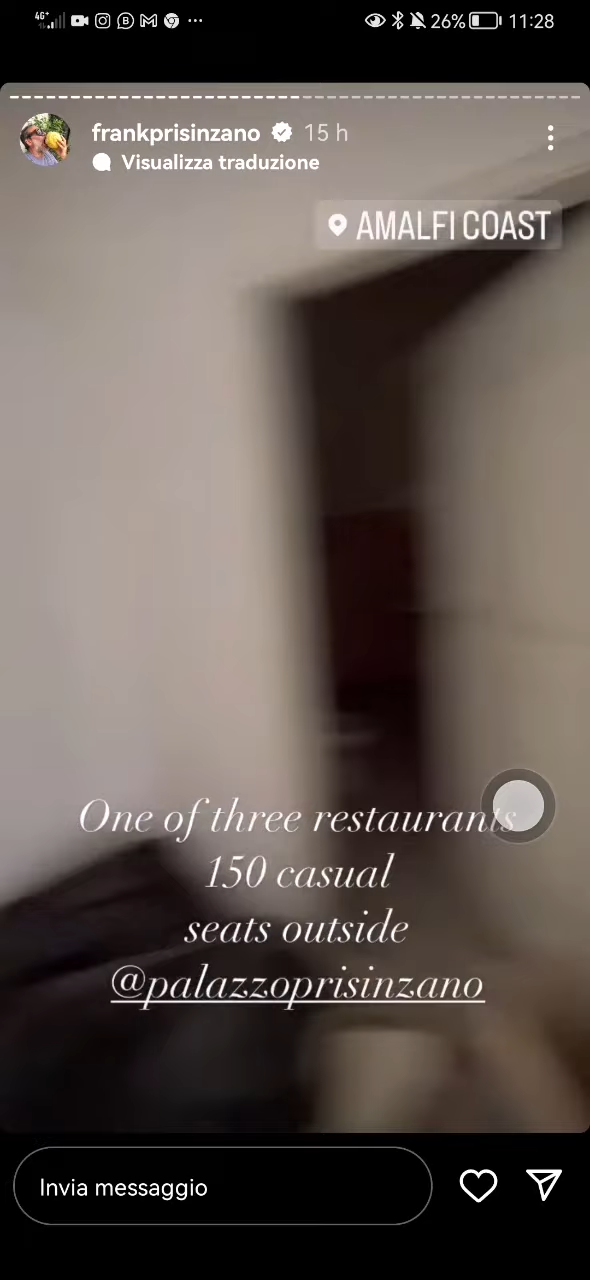 4G+ 26% 11:28
frankprisinzano 15 h
Visualizza traduzione
AMALFI COAST
One of three restaurants
150 casual
seats outside
@palazzoprisinzano
Invia messaggio